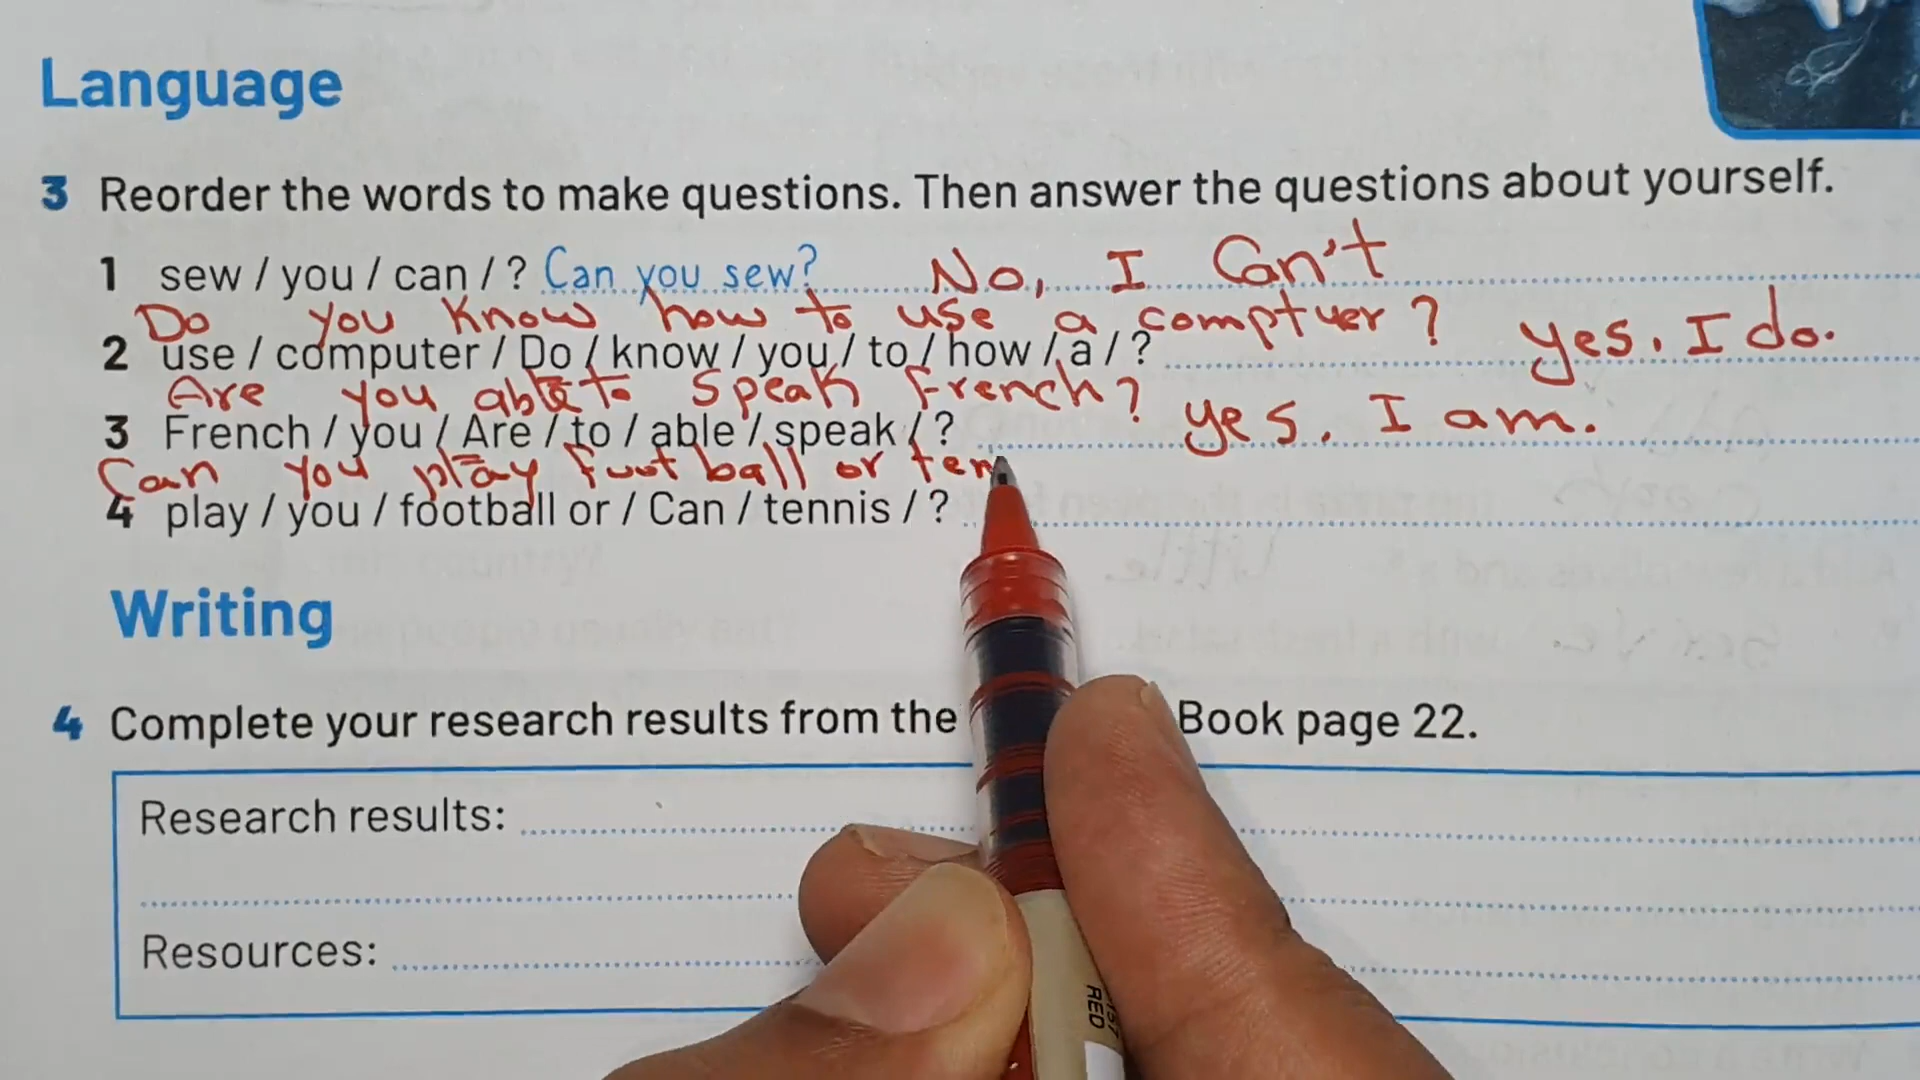 Language
3 Reorder the words to make questions. Then answer the questions about yourself.
1 sew / you / can / ? Can you sew? No, I Can't
Do you know how to use a comptuer ?
2 use / computer / Do / know / you / to / how / a / ? yes. I do.
Are you able to speak French?
3 French / you / Are / to / able / speak / ? yes. I am.
Can you play football or ten
4 play / you / football or / Can / tennis / ?
Writing
4 Complete your research results from the Book page 22.
Research results:
Resources:
RED